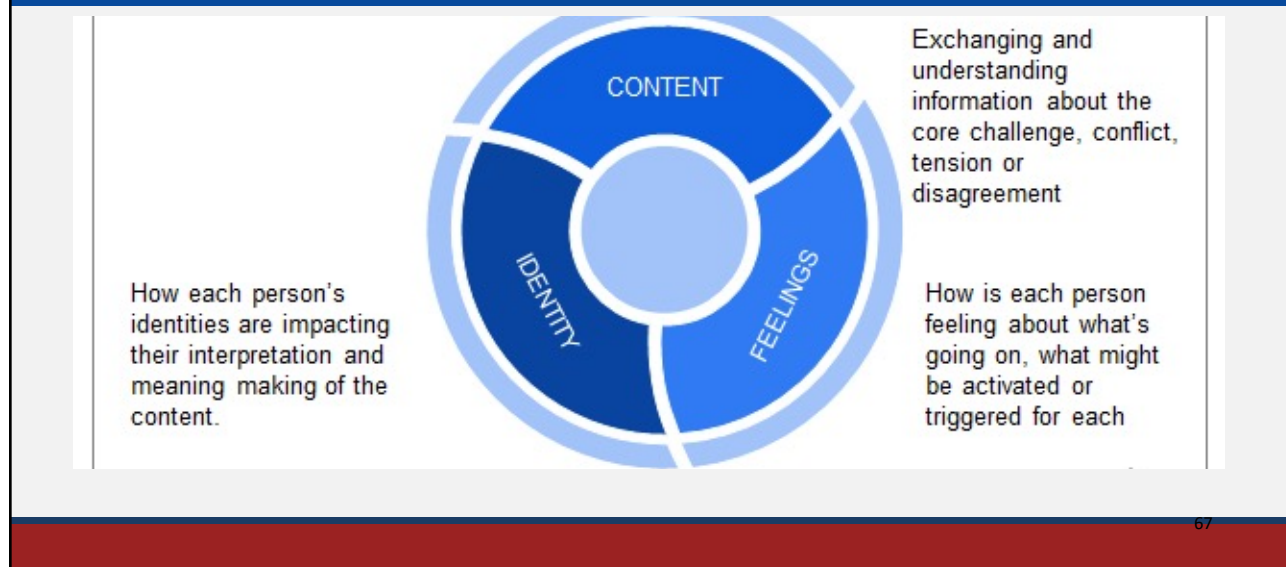 CONTENT
Exchanging and
understanding
information about the
core challenge, conflict,
tension or
disagreement
IDENTITY
FEELINGS
How each person's
identities are impacting
their interpretation and
meaning making of the
content.
How is each person
feeling about what's
going on, what might
be activated or
triggered for each
67